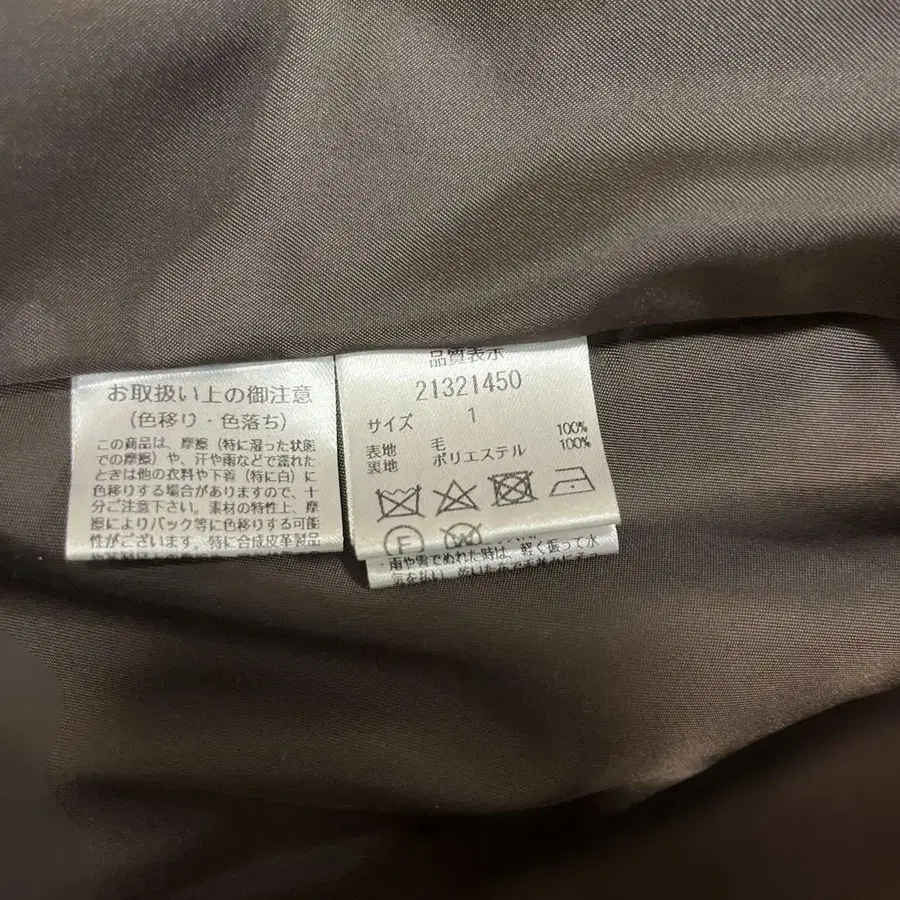 お取扱い上の御注意
(色移り・色落ち)
この商品は、摩擦(特に湿った状態
での摩擦)や、汗や雨などで濡れた
ときは他の衣料や下着(特に白)に
色移りする場合がありますので、十
分ご注意下さい。素材の特性上、摩
擦によりバック等に色移りする可能
性がございます。特に合成皮革製品
品質表示
21321450
サイズ 1
表地 毛 100%
裏地 ポリエステル 100%
F W
・雨や雪でぬれた時は、軽く振って水
気を払い、